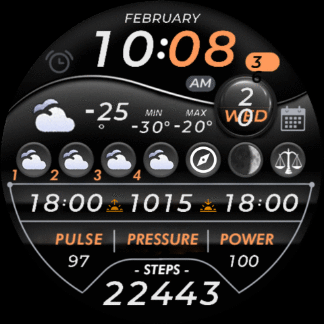 FEBRUARY
10:08
3
AM
2
WED
0
-25
°
MIN MAX
-30° -20°
1 2 3 4
18:00 1015 18:00
PULSE | PRESSURE | POWER
97 100
- STEPS -
22443